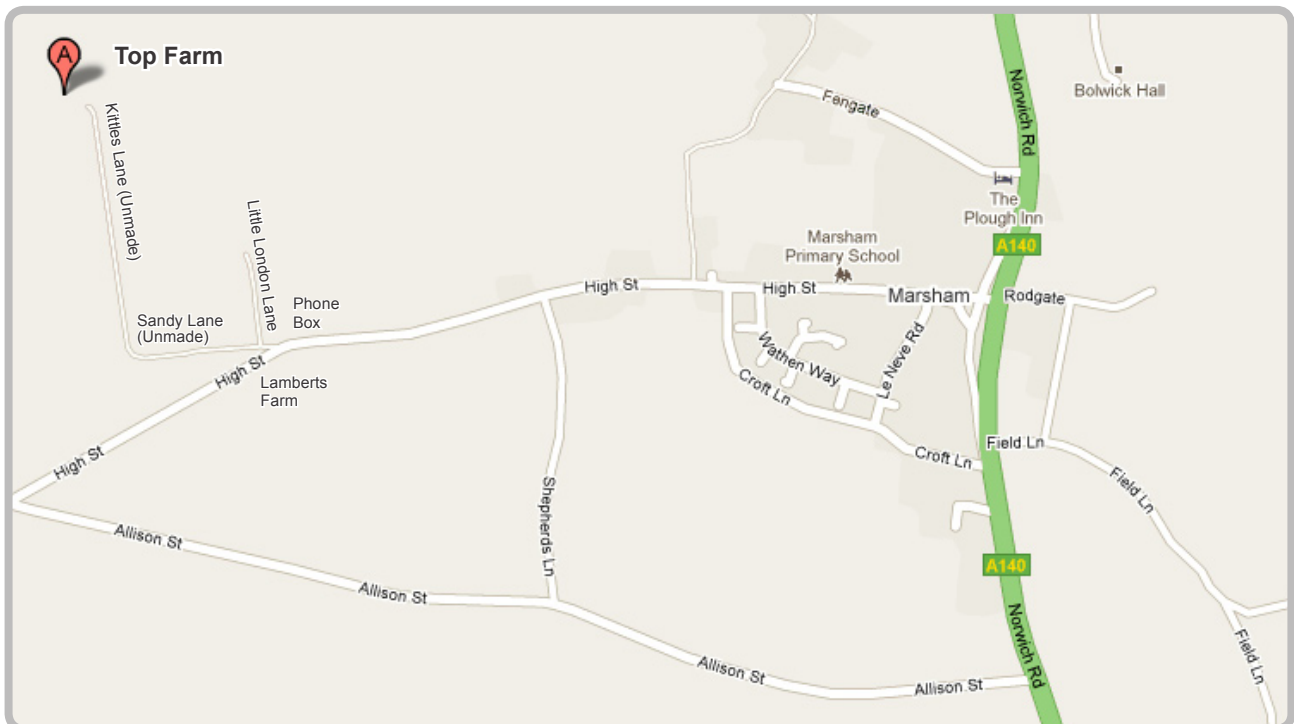 A
Top Farm
Kittles Lane (Unmade)
Little London Lane
Phone
Box
Sandy Lane
(Unmade)
High St
Lamberts
Farm
High St
High St
High St
Fengate
Norwich Rd
Bolwick Hall
The
Plough Inn
A140
Marsham
Primary School
Marsham
Rodgate
Wathen Way
Le Neve Rd
Croft Ln
Croft Ln
Field Ln
Field Ln
Field Ln
Shepherds Ln
Allison St
Allison St
Allison St
Allison St
A140
Norwich Rd